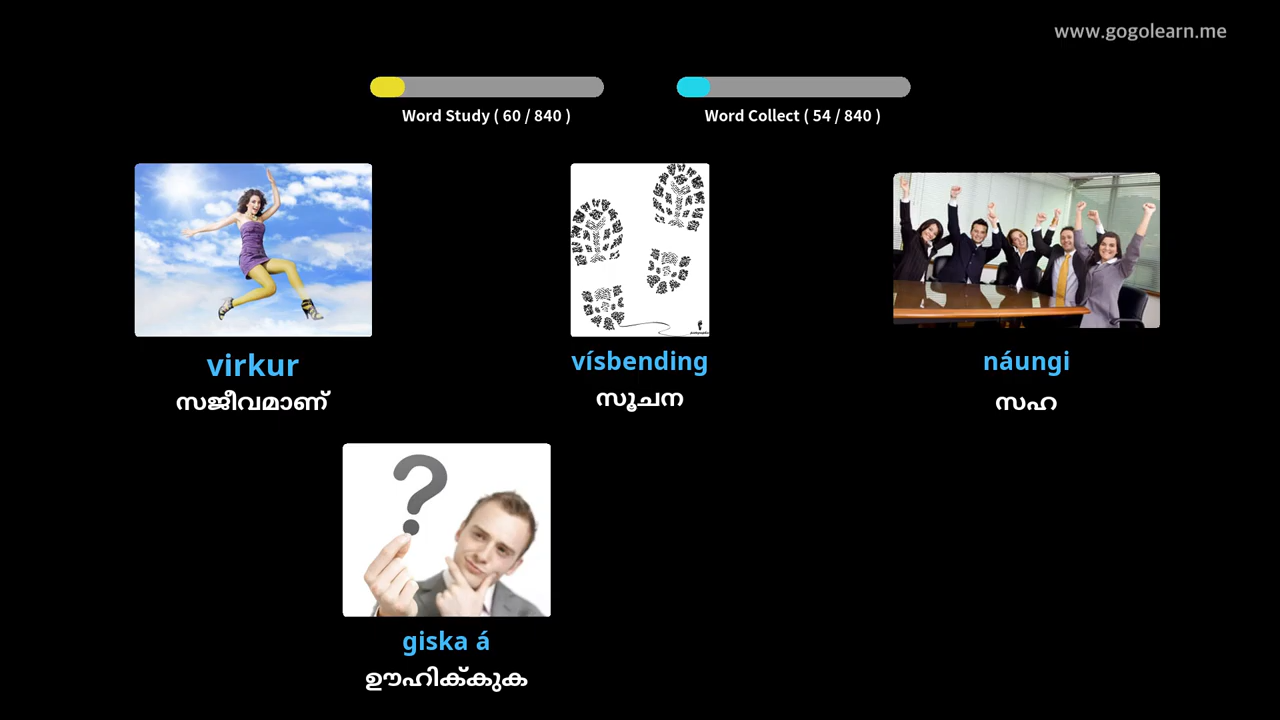 www.gogolearn.me
Word Study ( 60 / 840 )
Word Collect ( 54 / 840 )
virkur
സജീവമാണ്
vísbending
സൂചന
náungi
സഹ
giska á
ഊഹിക്കുക